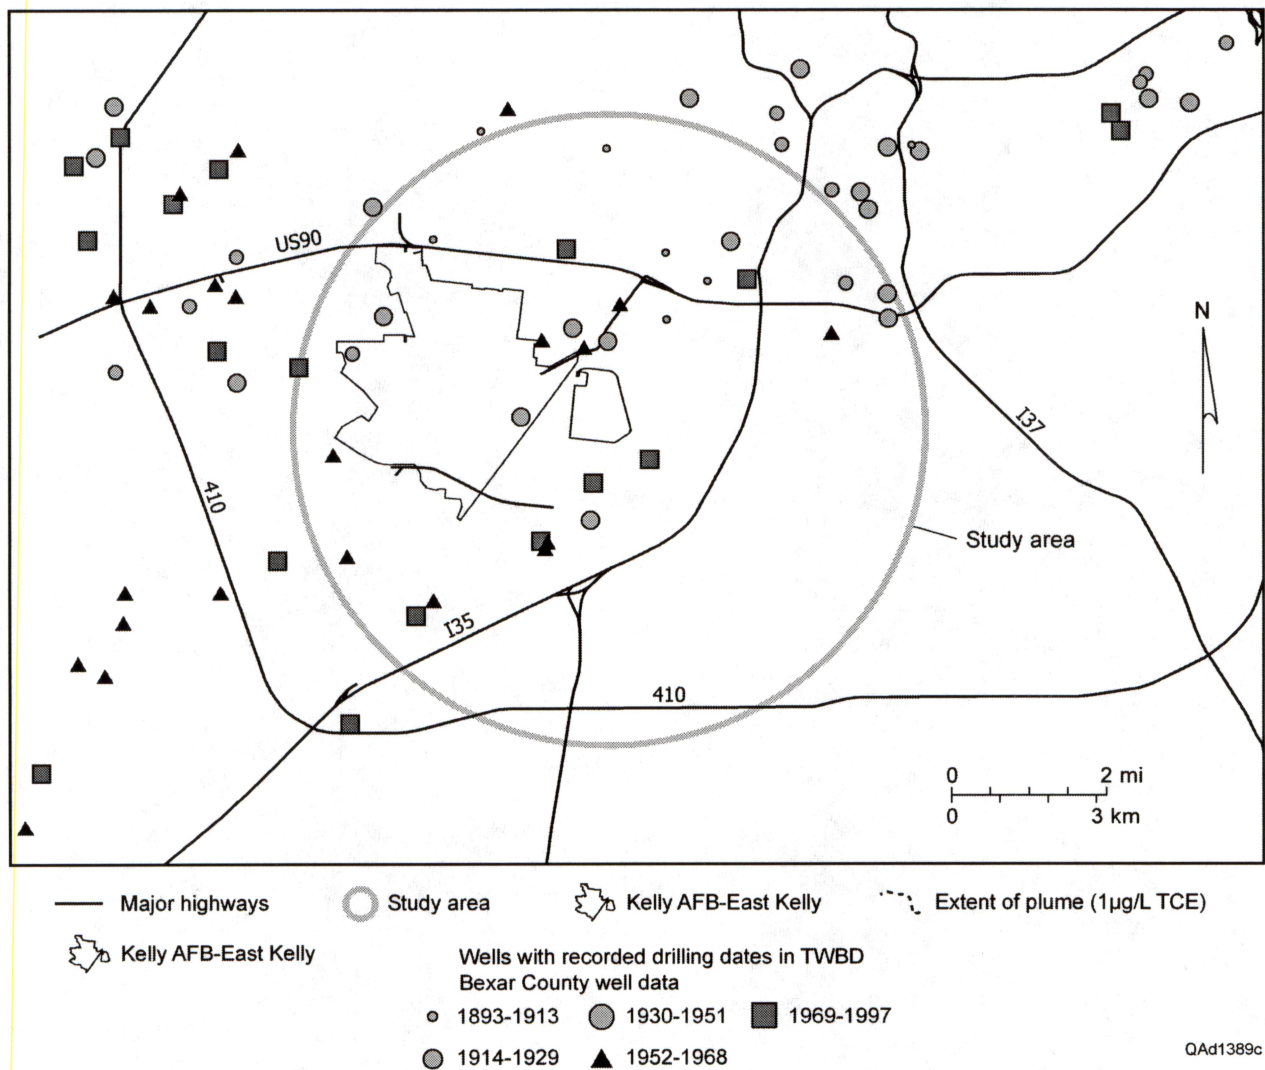 US90
N
I37
410
Study area
I35
410
0 2 mi
0 3 km
Major highways
Study area
Kelly AFB-East Kelly
Extent of plume (1µg/L TCE)
Kelly AFB-East Kelly
Wells with recorded drilling dates in TWBD
Bexar County well data
1893-1913
1930-1951
1969-1997
1914-1929
1952-1968
QAd1389c